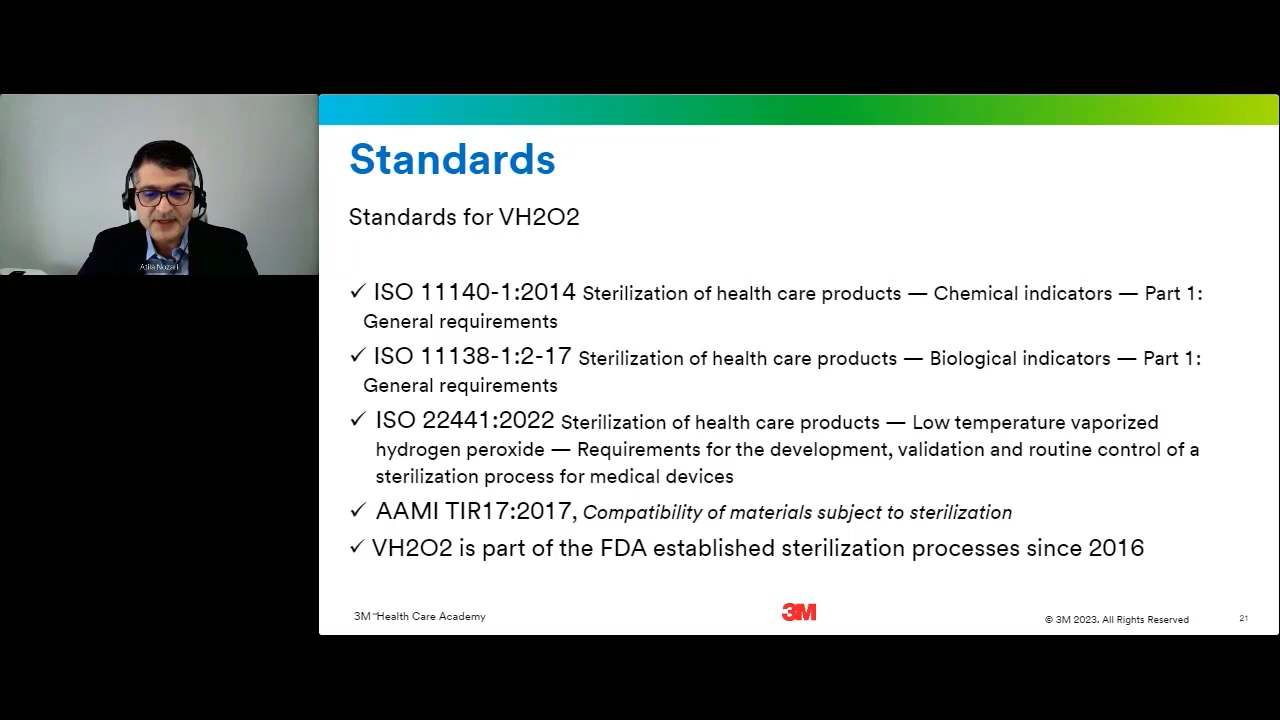 Atila Nozari
Standards
Standards for VH2O2
✓ ISO 11140-1:2014 Sterilization of health care products — Chemical indicators — Part 1:
General requirements
✓ ISO 11138-1:2-17 Sterilization of health care products — Biological indicators — Part 1:
General requirements
✓ ISO 22441:2022 Sterilization of health care products — Low temperature vaporized
hydrogen peroxide — Requirements for the development, validation and routine control of a
sterilization process for medical devices
✓ AAMI TIR17:2017, Compatibility of materials subject to sterilization
✓ VH2O2 is part of the FDA established sterilization processes since 2016
3M™Health Care Academy
3M
© 3M 2023. All Rights Reserved
21